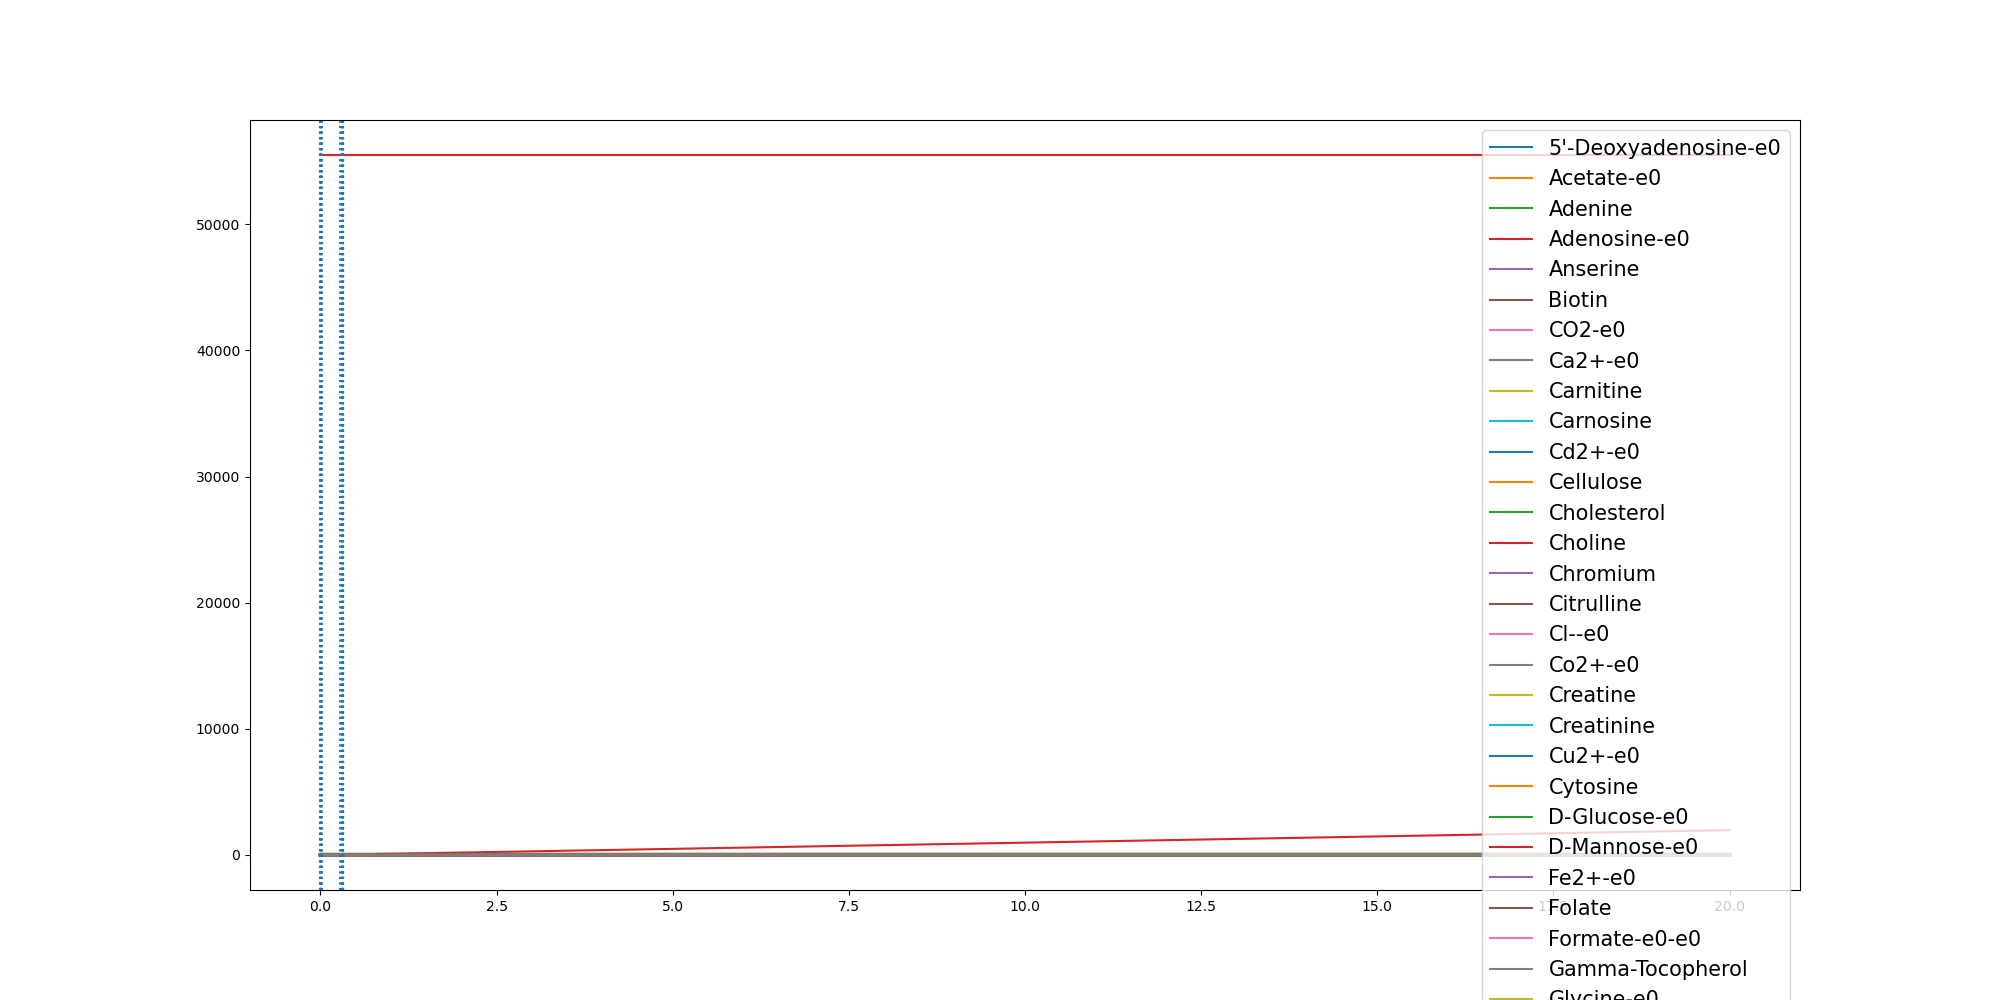 50000
40000
30000
20000
10000
0
0.0
2.5
5.0
7.5
10.0
12.5
15.0
20.0
5'-Deoxyadenosine-e0
Acetate-e0
Adenine
Adenosine-e0
Anserine
Biotin
CO2-e0
Ca2+-e0
Carnitine
Carnosine
Cd2+-e0
Cellulose
Cholesterol
Choline
Chromium
Citrulline
Cl--e0
Co2+-e0
Creatine
Creatinine
Cu2+-e0
Cytosine
D-Glucose-e0
D-Mannose-e0
Fe2+-e0
Folate
Formate-e0-e0
Gamma-Tocopherol
Glycine-e0